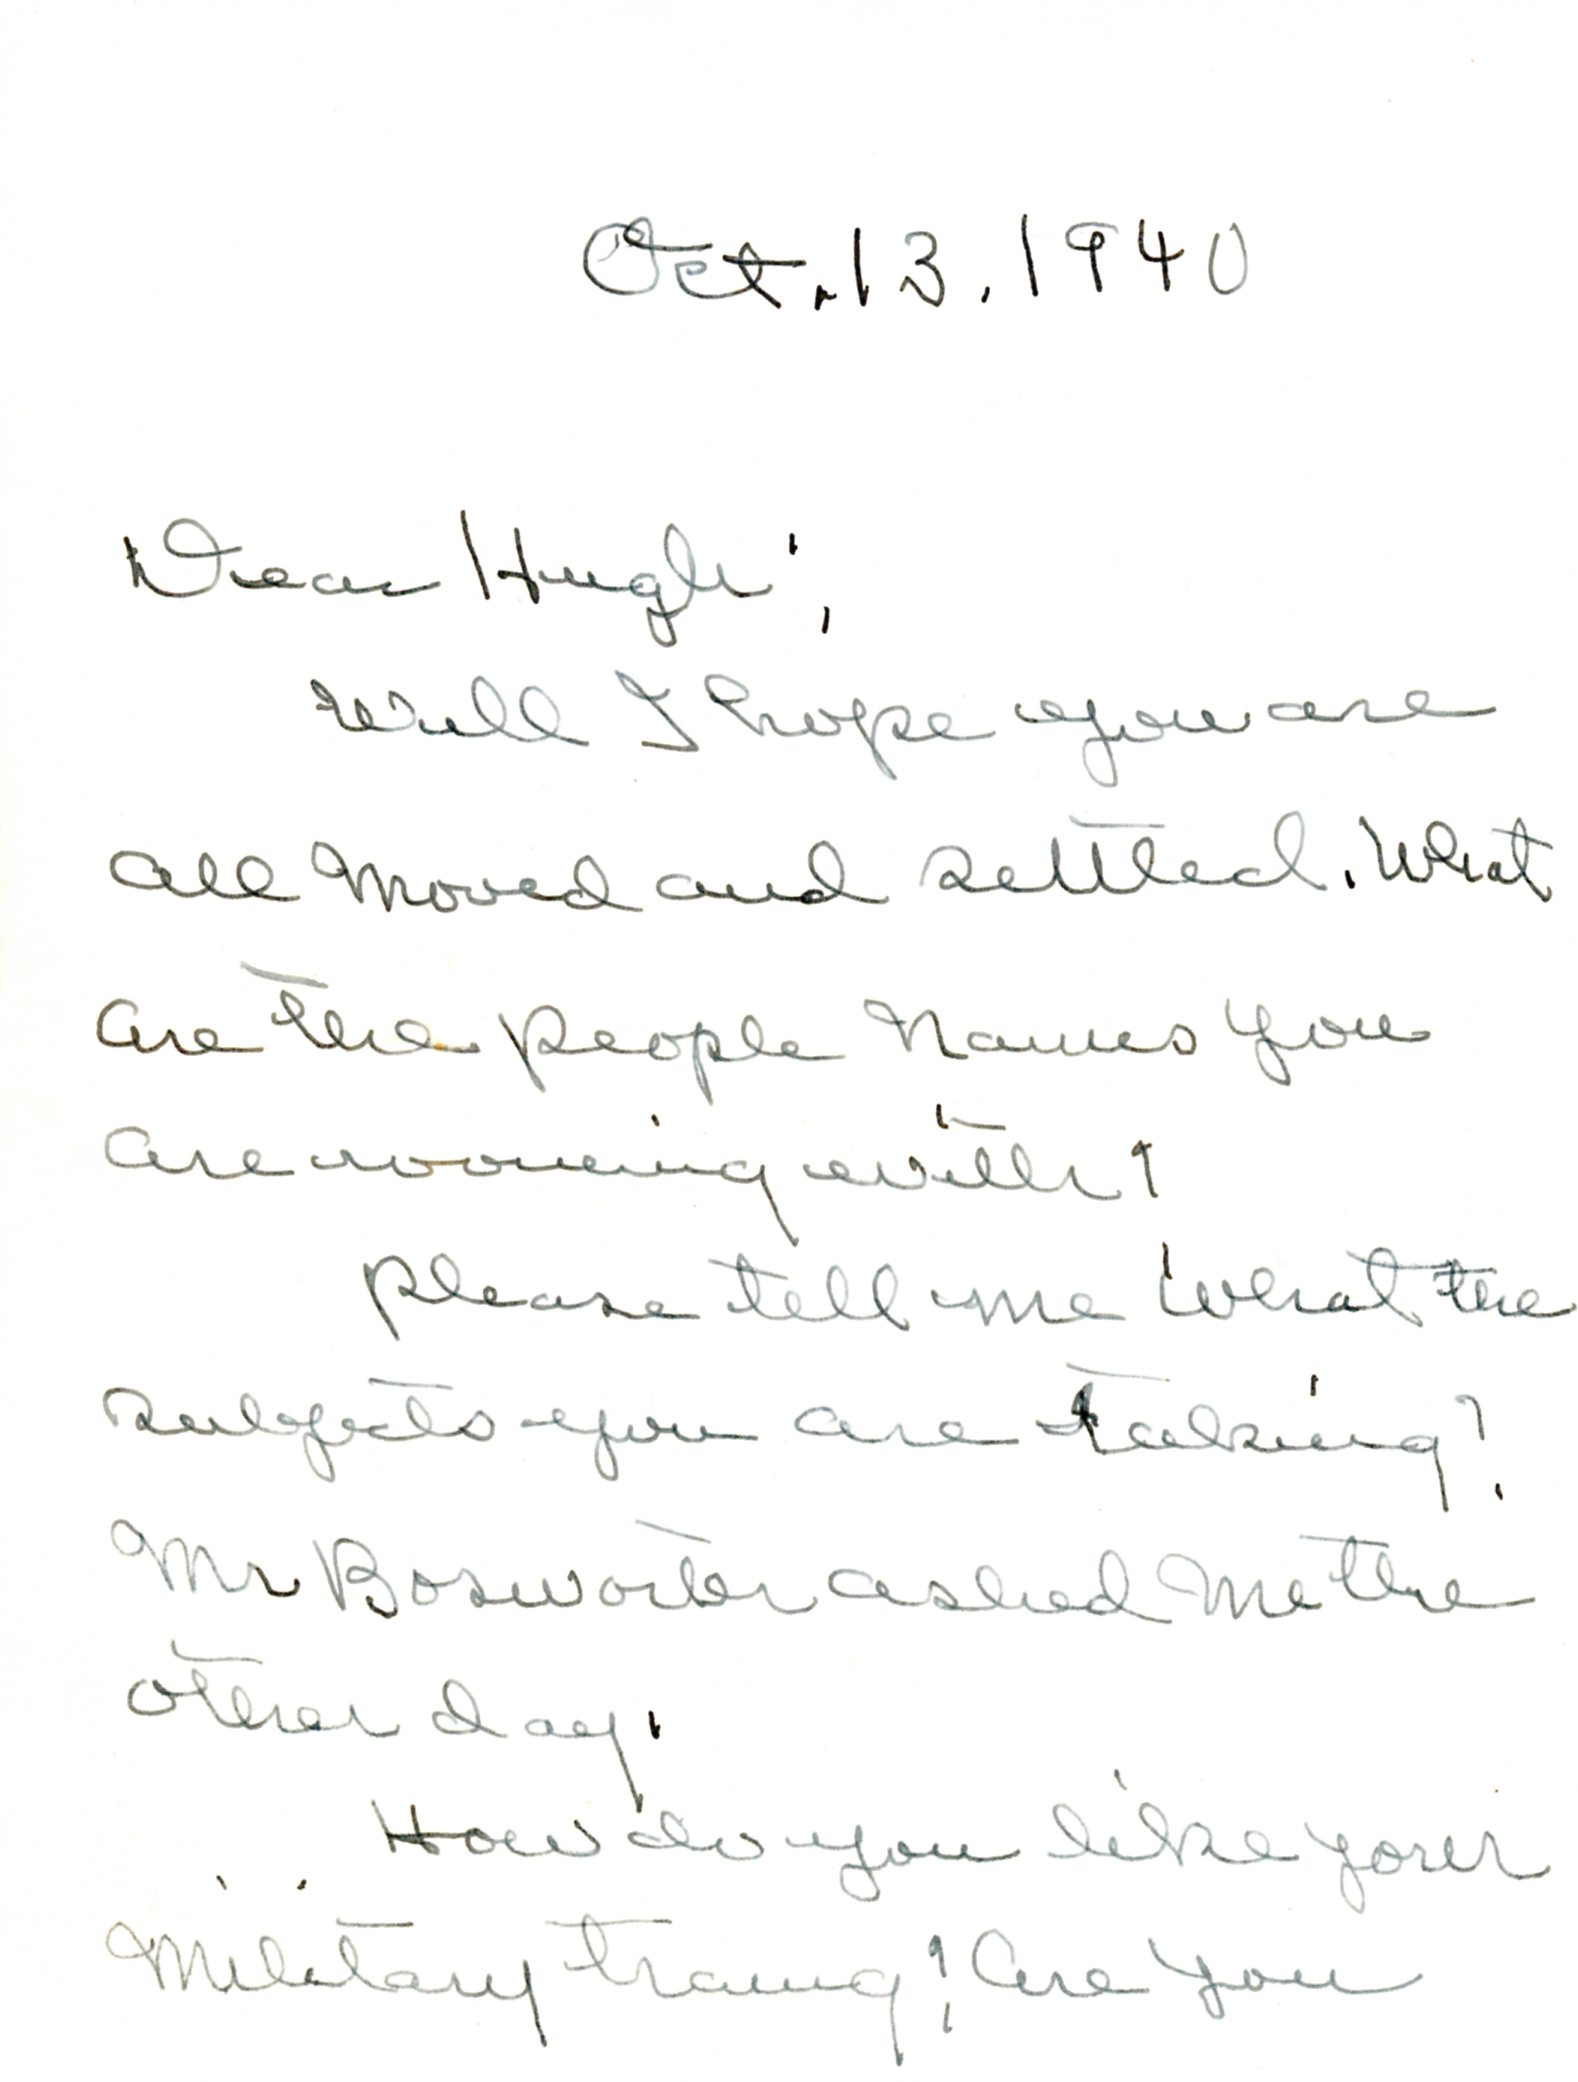 Oct. 13, 1940
Dear Hugh;
Well I hope you are
all Moved and settled. What
are the people Names you
are rooming with?
Please tell me What the
subjects you are taking?
Mr Bosworth asked Me the
other day.
How do you like your
Military traing? Are you